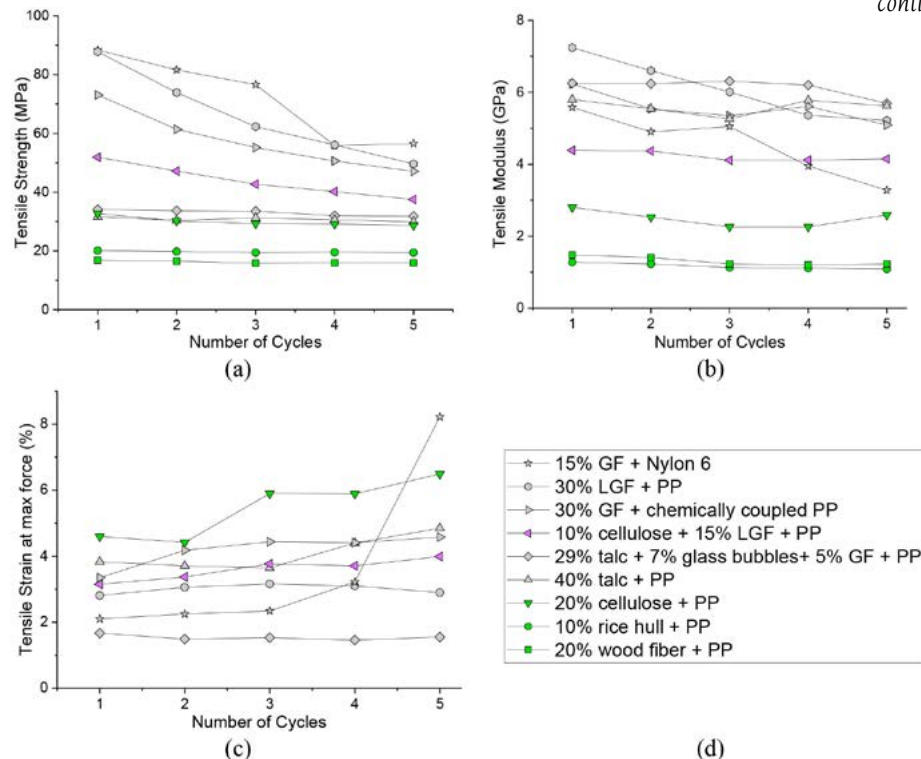 conti
100
80
60
40
20
0
Tensile Strength (MPa)
1 2 3 4 5
Number of Cycles
(a)
8
6
4
2
0
Tensile Modulus (GPa)
1 2 3 4 5
Number of Cycles
(b)
8
6
4
2
0
Tensile Strain at max force (%)
1 2 3 4 5
Number of Cycles
(c)
15% GF + Nylon 6
30% LGF + PP
30% GF + chemically coupled PP
10% cellulose + 15% LGF + PP
29% talc + 7% glass bubbles+ 5% GF + PP
40% talc + PP
20% cellulose + PP
10% rice hull + PP
20% wood fiber + PP
(d)